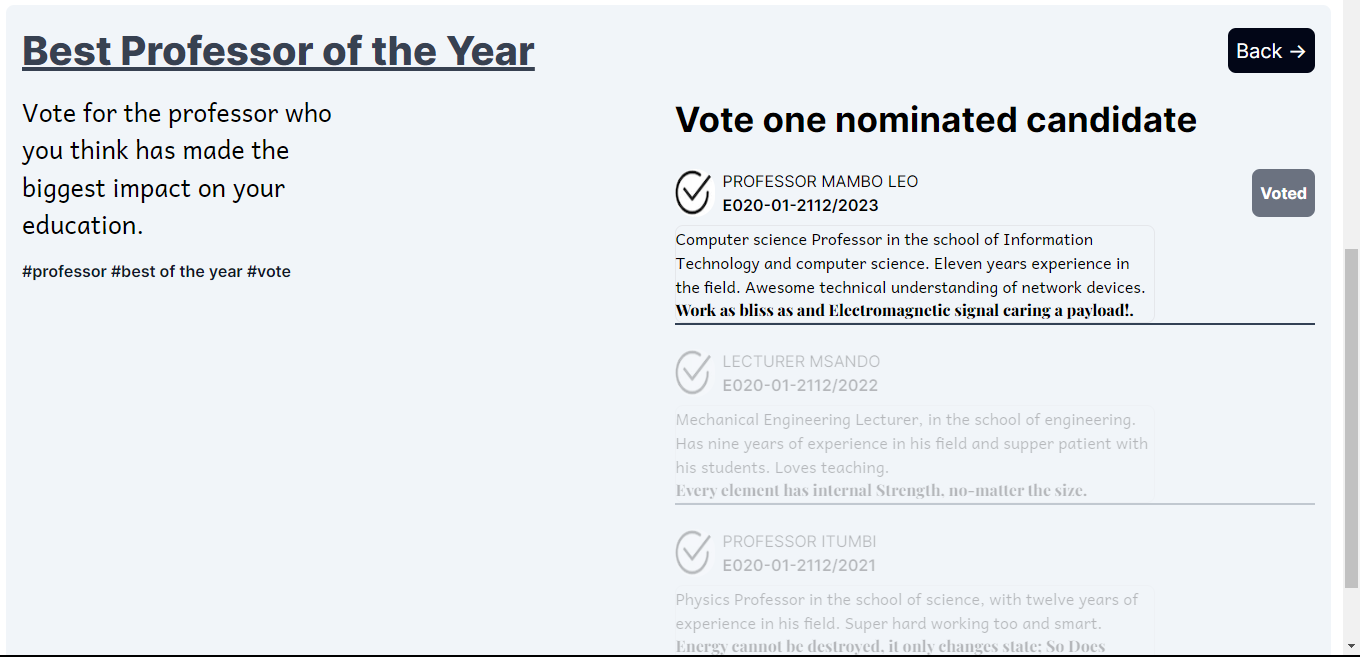 Best Professor of the Year
Back →
Vote for the professor who
you think has made the
biggest impact on your
education.
#professor #best of the year #vote
Vote one nominated candidate
PROFESSOR MAMBO LEO
E020-01-2112/2023
Voted
Computer science Professor in the school of Information
Technology and computer science. Eleven years experience in
the field. Awesome technical understanding of network devices.
Work as bliss as and Electromagnetic signal caring a payload!.
LECTURER MSANDO
E020-01-2112/2022
Mechanical Engineering Lecturer, in the school of engineering.
Has nine years of experience in his field and supper patient with
his students. Loves teaching.
Every element has internal Strength, no-matter the size.
PROFESSOR ITUMBI
E020-01-2112/2021
Physics Professor in the school of science, with twelve years of
experience in his field. Super hard working too and smart.
Energy cannot be destroyed, it only changes state; So Does